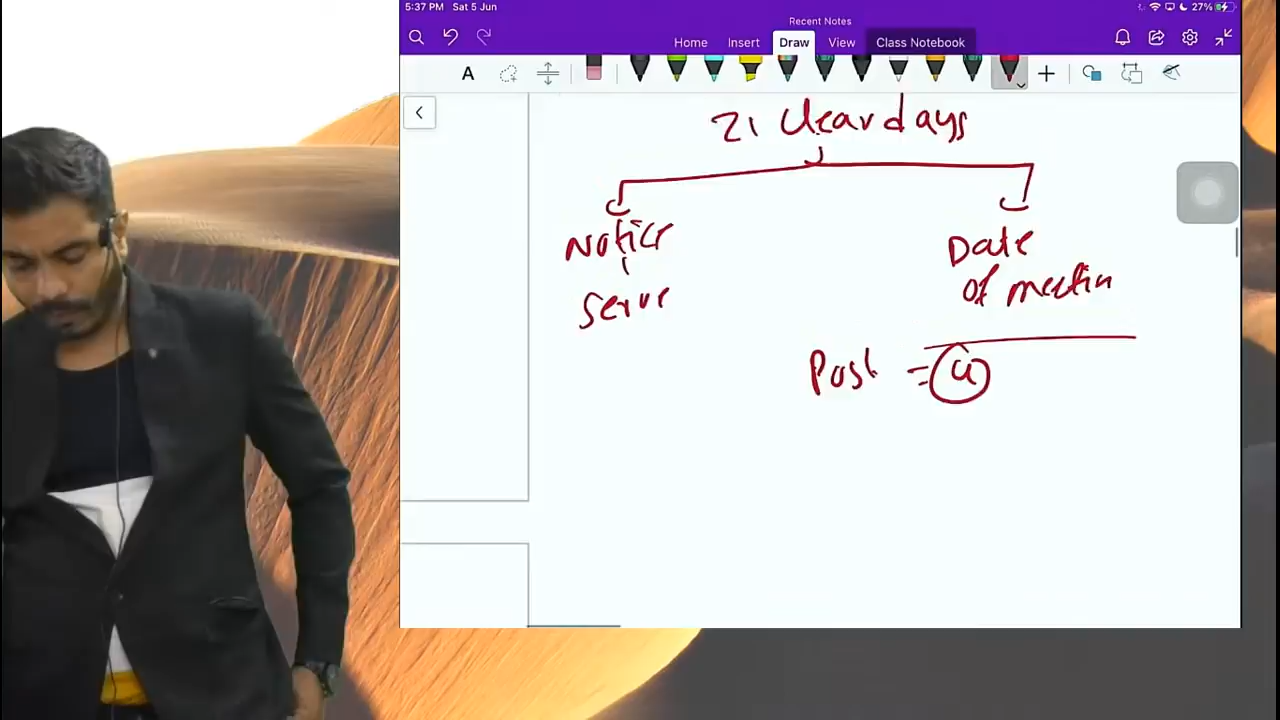 5:37 PM Sat 5 Jun
27%
Recent Notes
Home Insert Draw View Class Notebook
A
21 Clear days
Notice
Serve
Date
of meetin
Post = 4